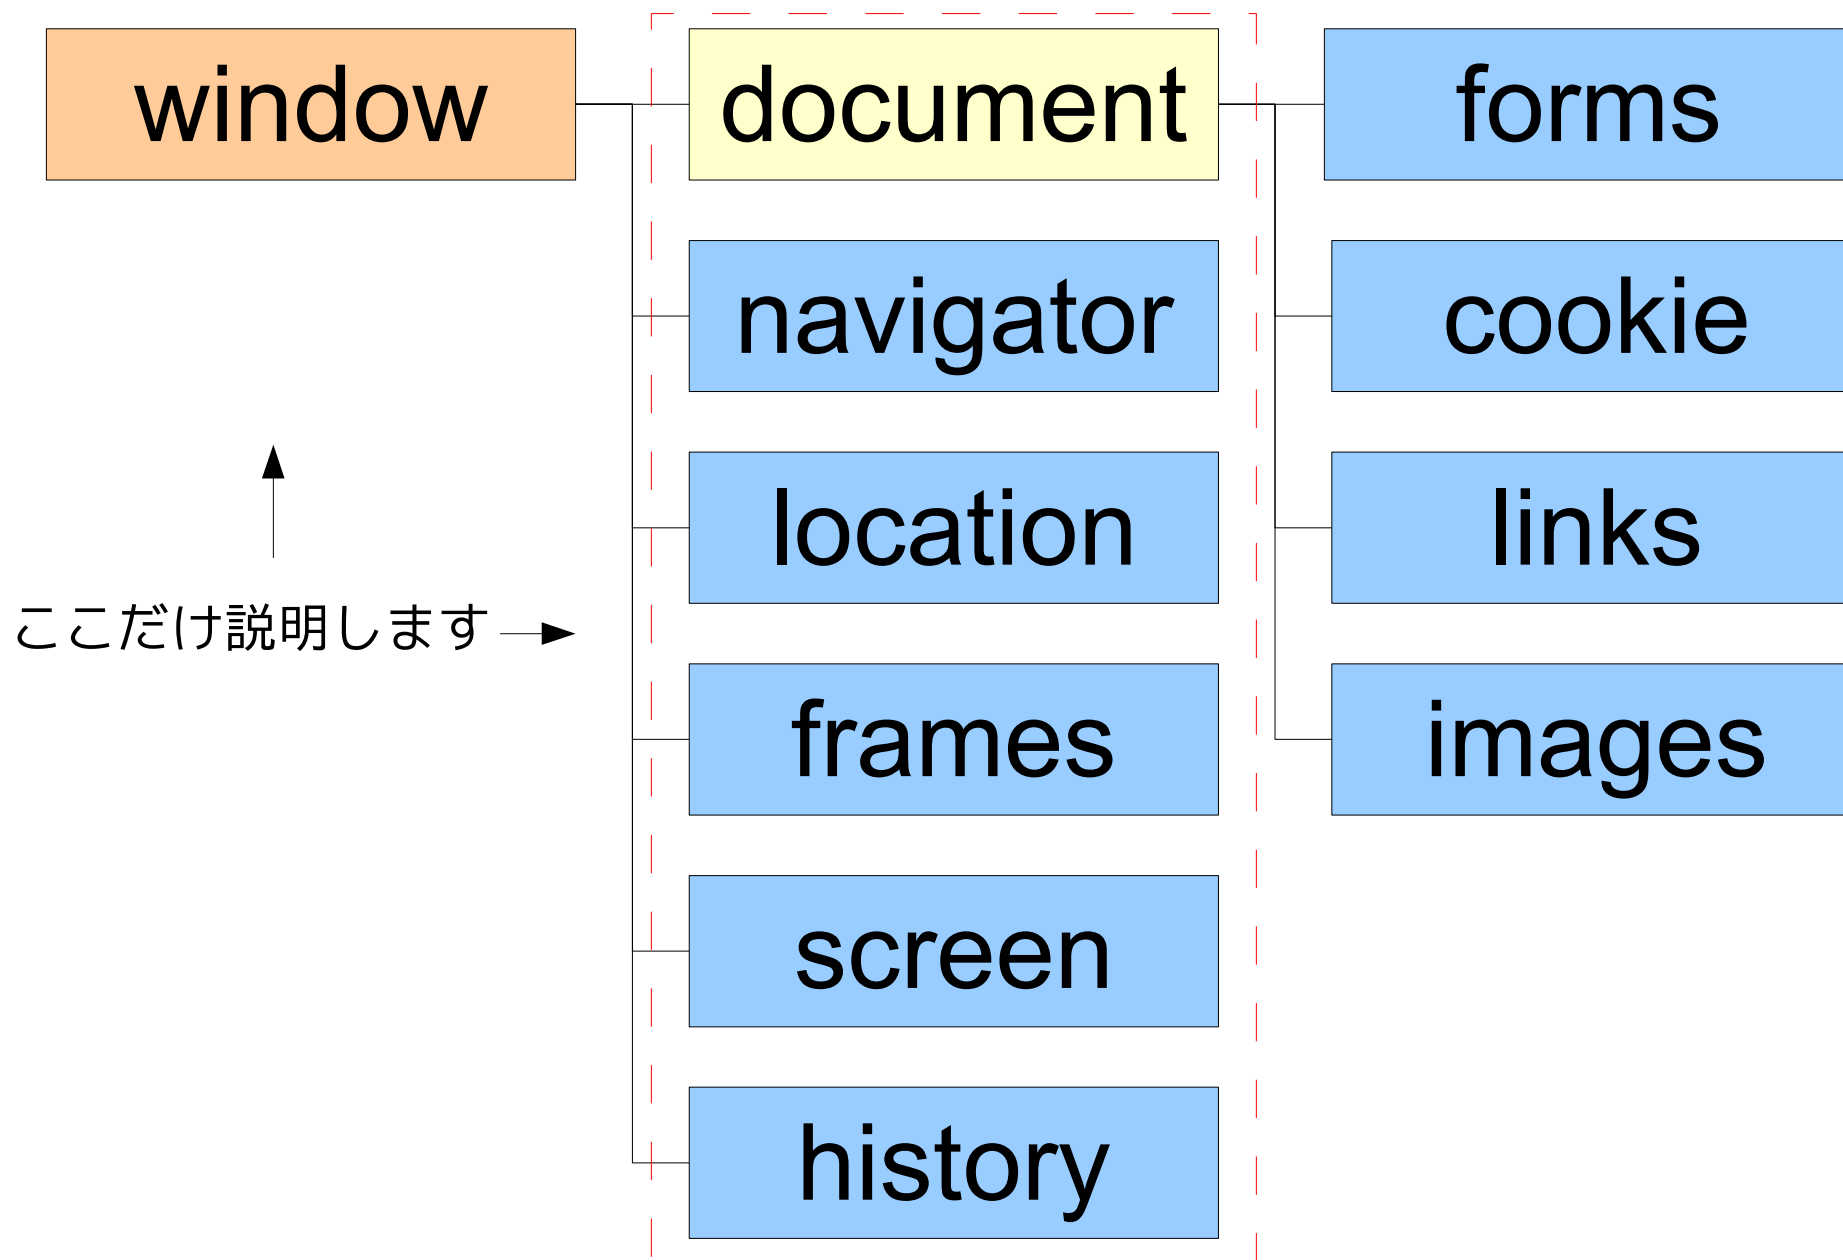 window
document
forms
navigator
cookie
location
links
ここだけ説明します
frames
images
screen
history